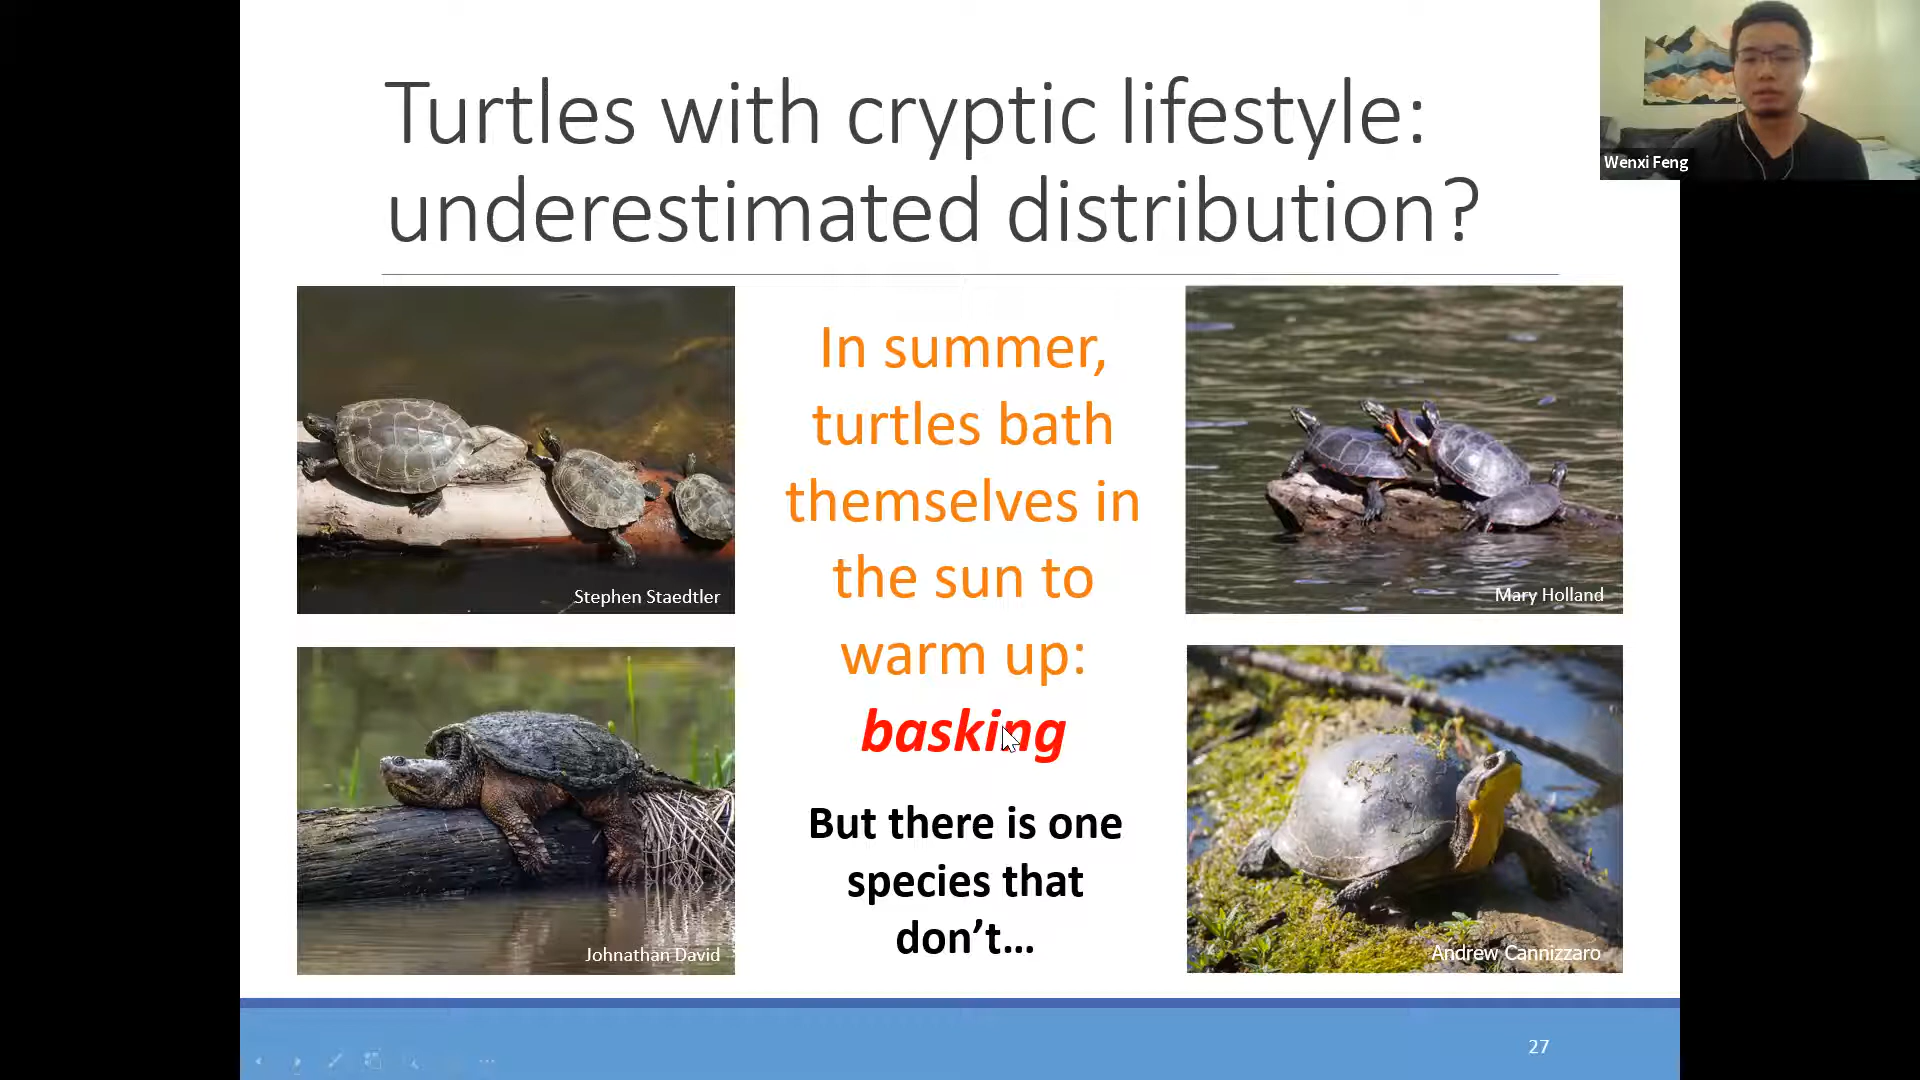 Turtles with cryptic lifestyle:
underestimated distribution?
Wenxi Feng
In summer,
turtles bath
themselves in
the sun to
warm up:
basking
But there is one
species that
don't...
Stephen Staedtler
Mary Holland
Johnathan David
Andrew Cannizzaro
27